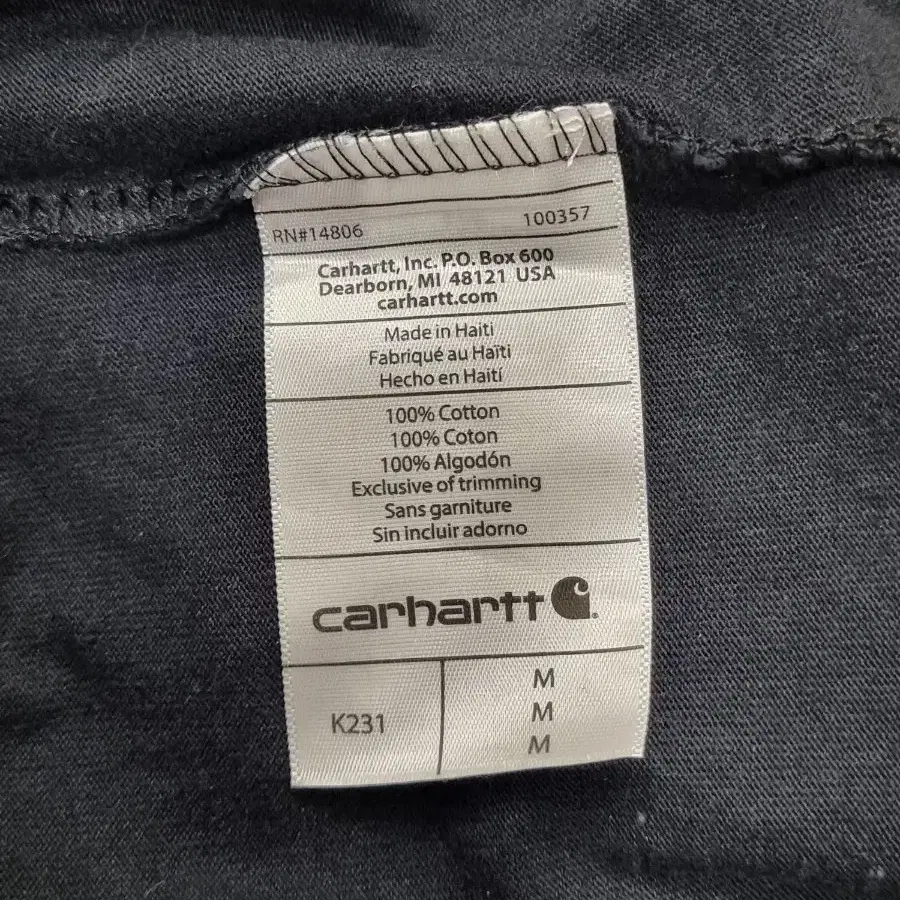 RN#14806 100357
Carhartt, Inc. P.O. Box 600
Dearborn, MI 48121 USA
carhartt.com
Made in Haiti
Fabriqué au Haïti
Hecho en Haití
100% Cotton
100% Coton
100% Algodón
Exclusive of trimming
Sans garniture
Sin incluir adorno
carhartt
K231
M
M
M